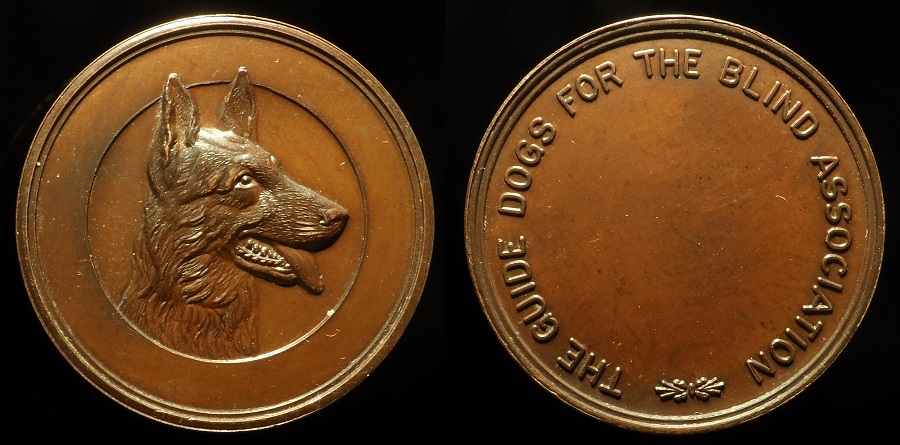 THE GUIDE DOGS FOR THE BLIND ASSOCIATION